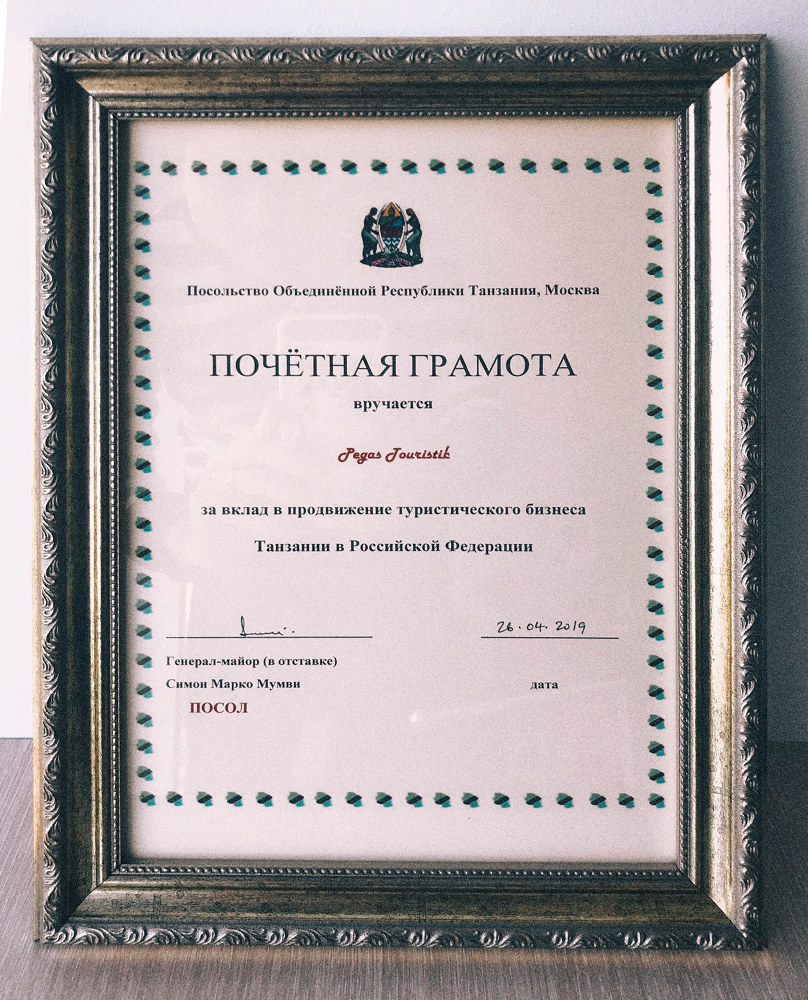 Посольство Объединённой Республики Танзания, Москва
ПОЧЁТНАЯ ГРАМОТА
вручается
Pegas Touristik
за вклад в продвижение туристического бизнеса
Танзании в Российской Федерации
26.04.2019
Генерал-майор (в отставке)
Симон Марко Мумви
дата
ПОСОЛ